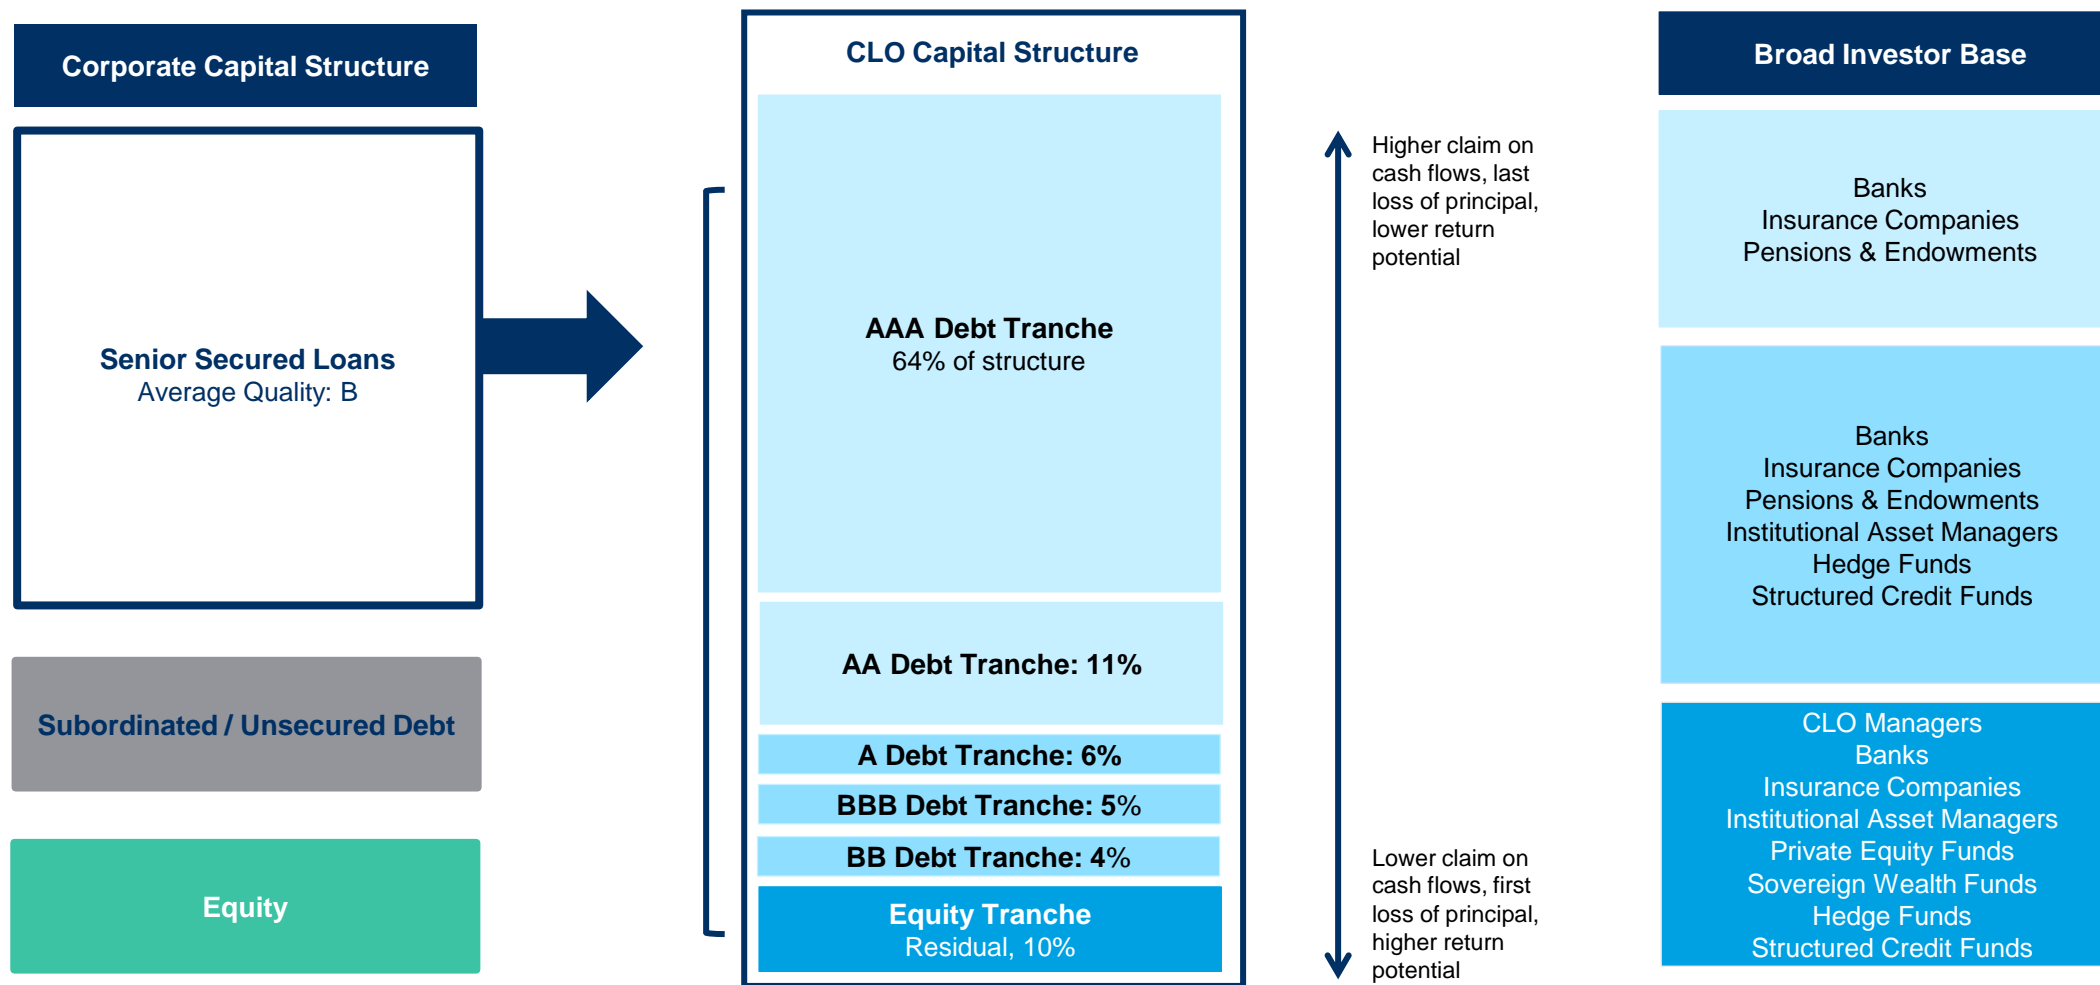 Corporate Capital Structure
Senior Secured Loans
Average Quality: B
Subordinated / Unsecured Debt
Equity
CLO Capital Structure
AAA Debt Tranche
64% of structure
AA Debt Tranche: 11%
A Debt Tranche: 6%
BBB Debt Tranche: 5%
BB Debt Tranche: 4%
Equity Tranche
Residual, 10%
Higher claim on
cash flows, last
loss of principal,
lower return
potential
Lower claim on
cash flows, first
loss of principal,
higher return
potential
Broad Investor Base
Banks
Insurance Companies
Pensions & Endowments
Banks
Insurance Companies
Pensions & Endowments
Institutional Asset Managers
Hedge Funds
Structured Credit Funds
CLO Managers
Banks
Insurance Companies
Institutional Asset Managers
Private Equity Funds
Sovereign Wealth Funds
Hedge Funds
Structured Credit Funds